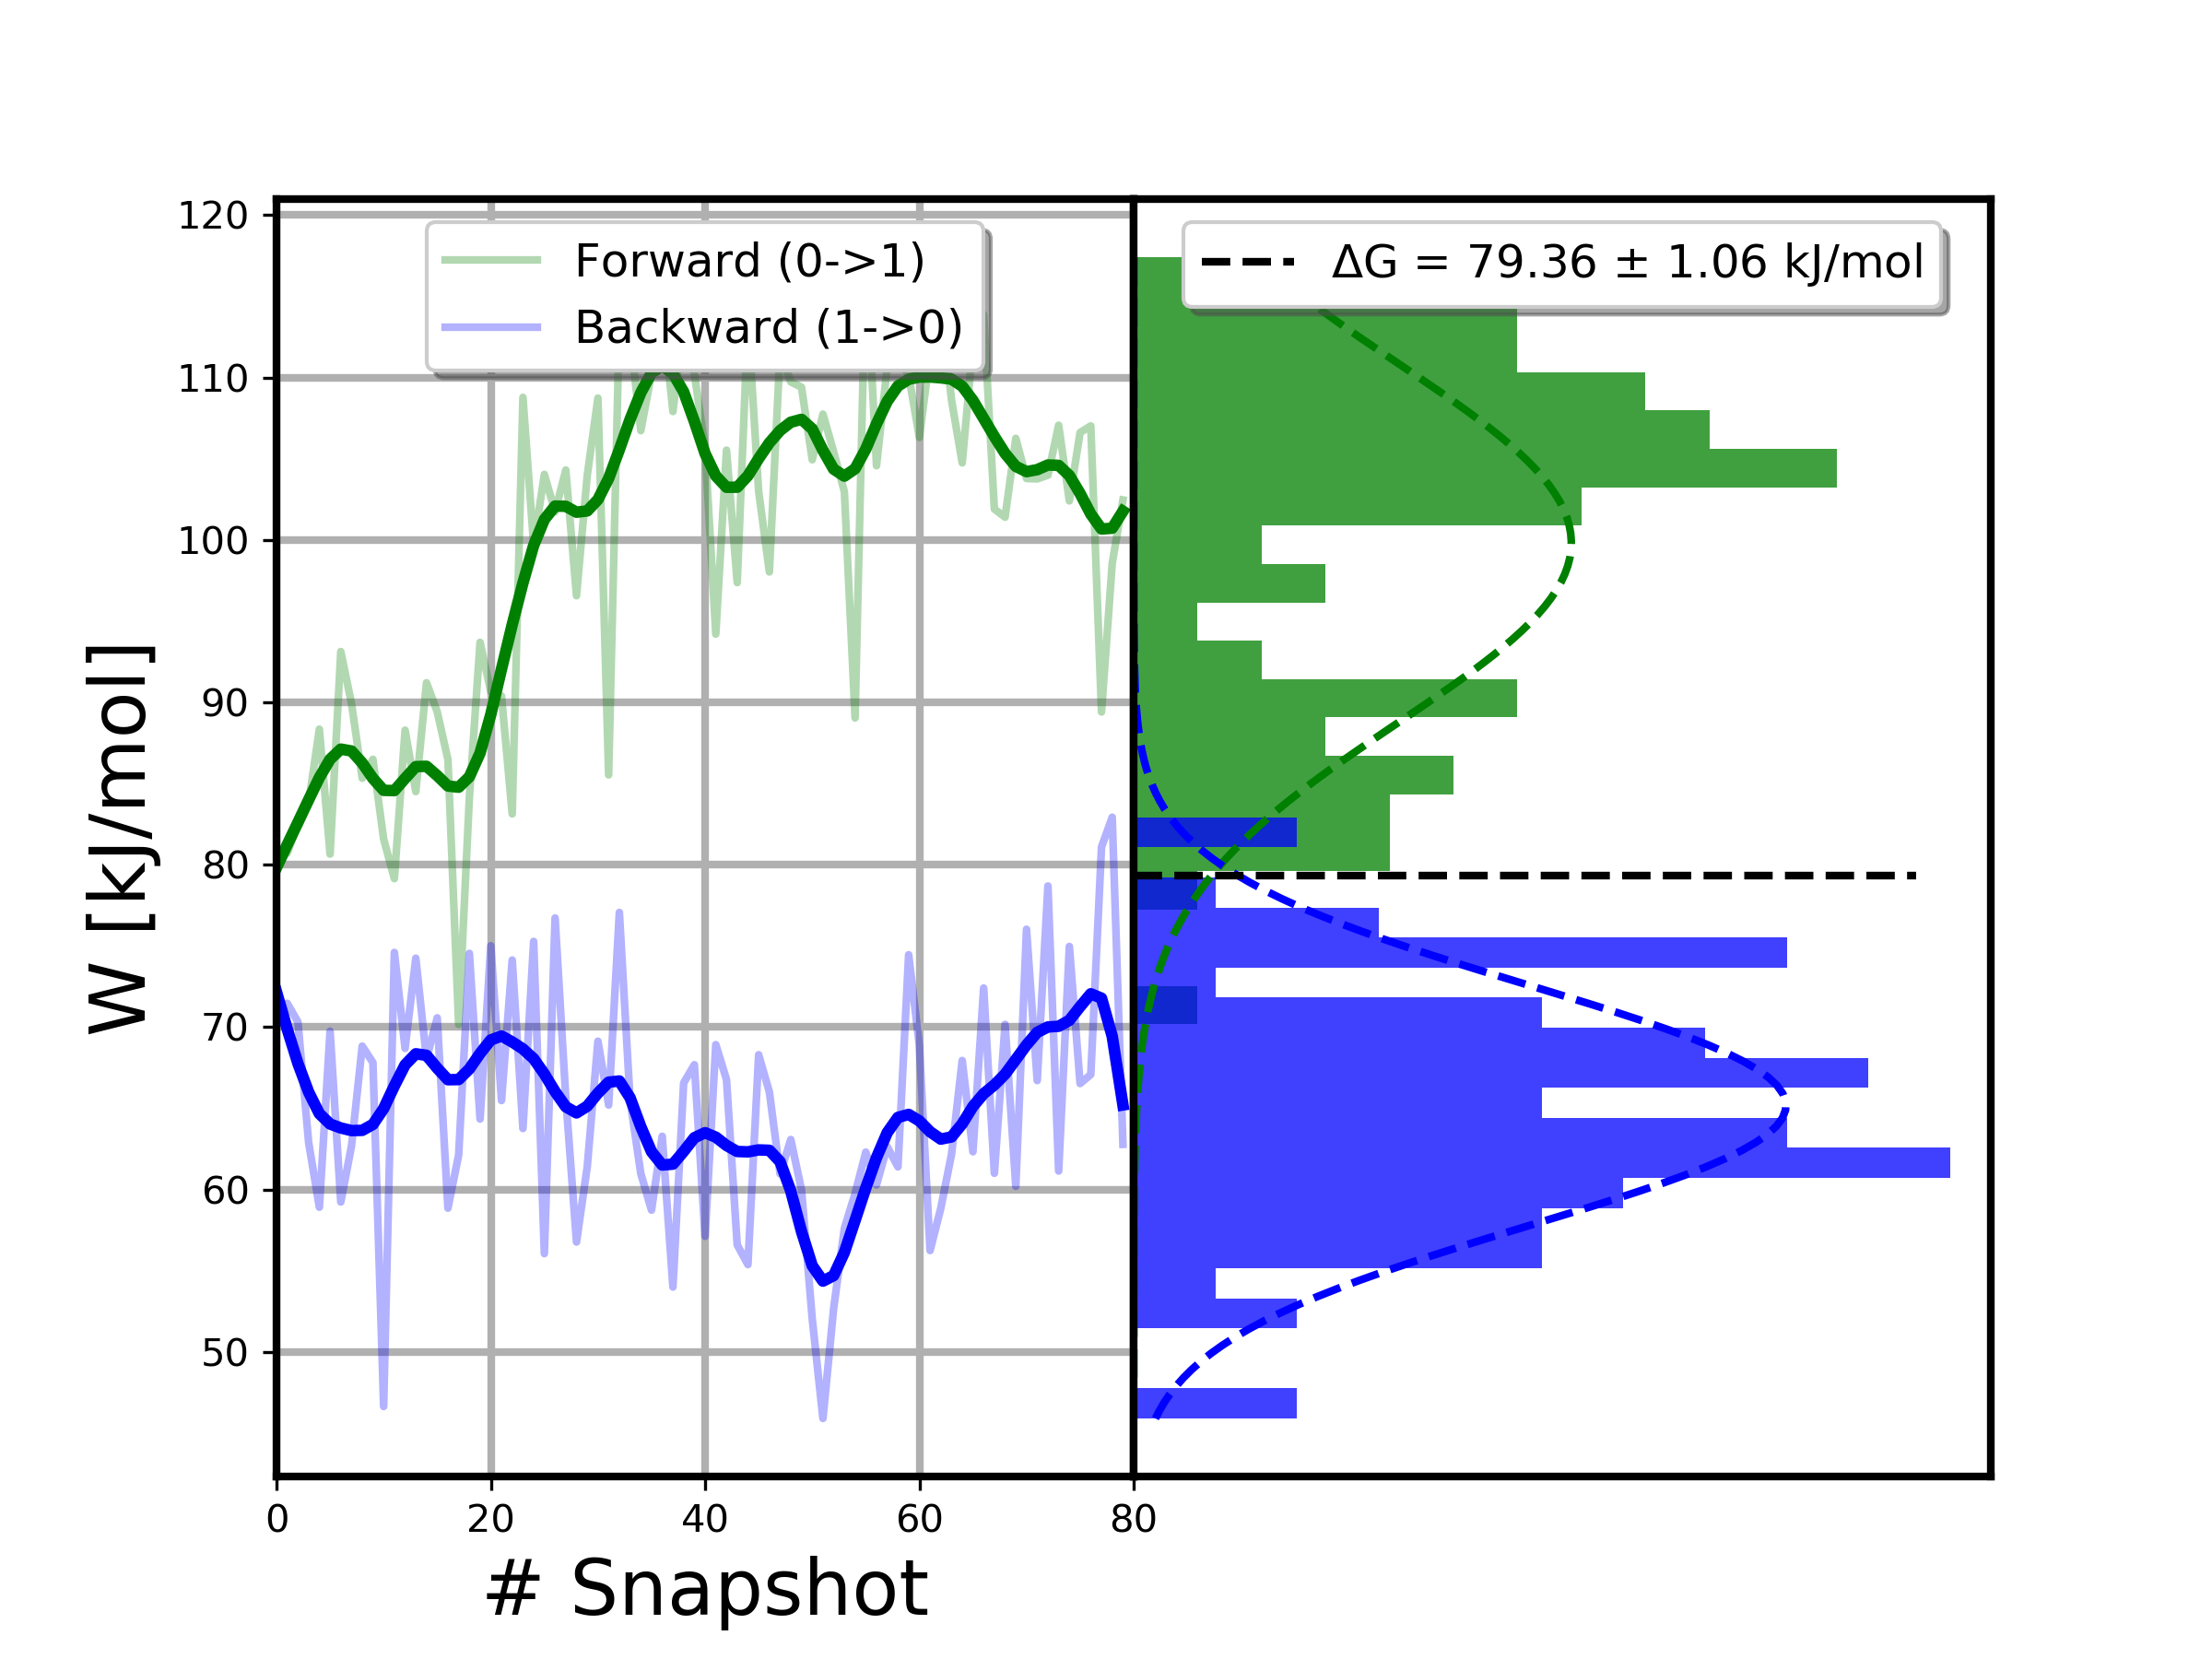 120
110
100
90
80
70
60
50
W [kJ/mol]
Forward (0->1)
Backward (1->0)
ΔG = 79.36 ± 1.06 kJ/mol
0 20 40 60 80
# Snapshot